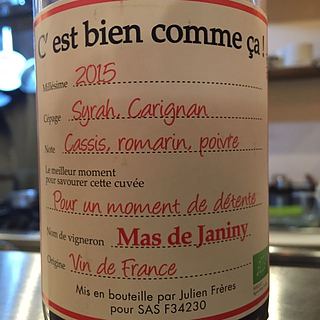 C'est bien comme ça !
Millésime 2015
Cépage Syrah, Carignan
Note Cassis, romarin, poivre
Le meilleur moment
pour savourer cette cuvée
Pour un moment de détente
Nom de vigneron Mas de Janiny
Origine Vin de France
Mis en bouteille par Julien Frères
pour SAS F34230